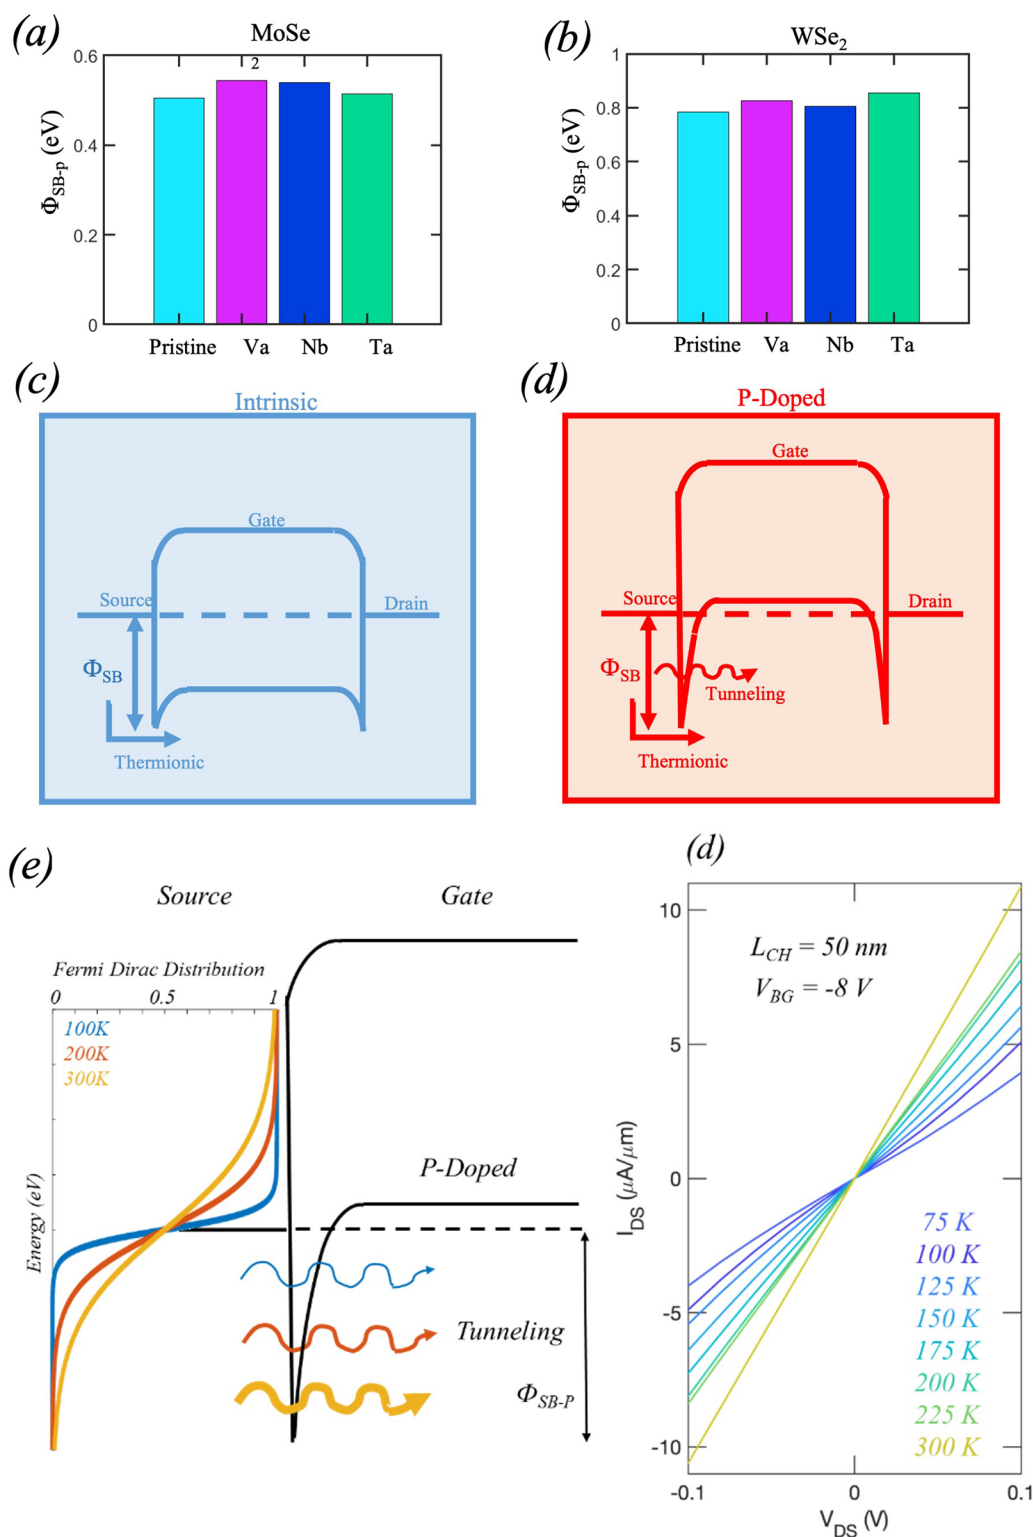 (a)
MoSe
2
0.6
0.4
0.2
0
Φ_SB-p (eV)
Pristine Va Nb Ta
(b)
WSe₂
1
0.8
0.6
0.4
0.2
0
Φ_SB-p (eV)
Pristine Va Nb Ta
(c)
Intrinsic
Gate
Source
Drain
Φ_SB
Thermionic
(d)
P-Doped
Gate
Source
Drain
Φ_SB
Tunneling
Thermionic
(e)
Source
Gate
Fermi Dirac Distribution
0 0.5 1
100K
200K
300K
Energy (eV)
P-Doped
Tunneling
Φ_SB-P
(d)
L_CH = 50 nm
V_BG = -8 V
10
5
0
-5
-10
I_DS (μA/μm)
75 K
100 K
125 K
150 K
175 K
200 K
225 K
300 K
-0.1 0 0.1
V_DS (V)